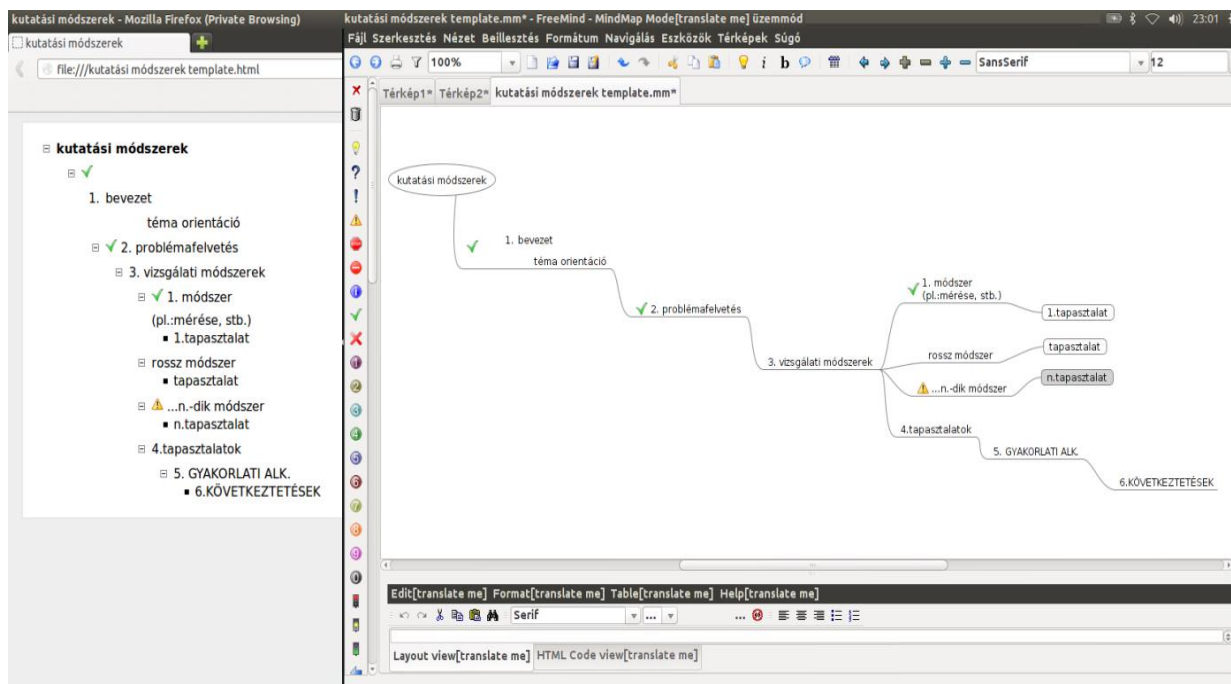 kutatási módszerek - Mozilla Firefox (Private Browsing)
kutatási módszerek
file:///kutatási módszerek template.html
kutatási módszerek
1. bevezet
téma orientáció
2. problémafelvetés
3. vizsgálati módszerek
1. módszer
(pl.:mérése, stb.)
1.tapasztalat
rossz módszer
tapasztalat
...n.-dik módszer
n.tapasztalat
4.tapasztalatok
5. GYAKORLATI ALK.
6.KÖVETKEZTETÉSEK
kutatási módszerek template.mm* - FreeMind - MindMap Mode[translate me] üzemmód
23:01
Fájl Szerkesztés Nézet Beillesztés Formátum Navigálás Eszközök Térképek Súgó
100%
SansSerif
12
Térkép1* Térkép2* kutatási módszerek template.mm*
kutatási módszerek
1. bevezet
téma orientáció
2. problémafelvetés
3. vizsgálati módszerek
1. módszer
(pl.:mérése, stb.)
1.tapasztalat
rossz módszer
tapasztalat
...n.-dik módszer
n.tapasztalat
4.tapasztalatok
5. GYAKORLATI ALK.
6.KÖVETKEZTETÉSEK
Edit[translate me] Format[translate me] Table[translate me] Help[translate me]
Serif
...
...
Layout view[translate me] HTML Code view[translate me]